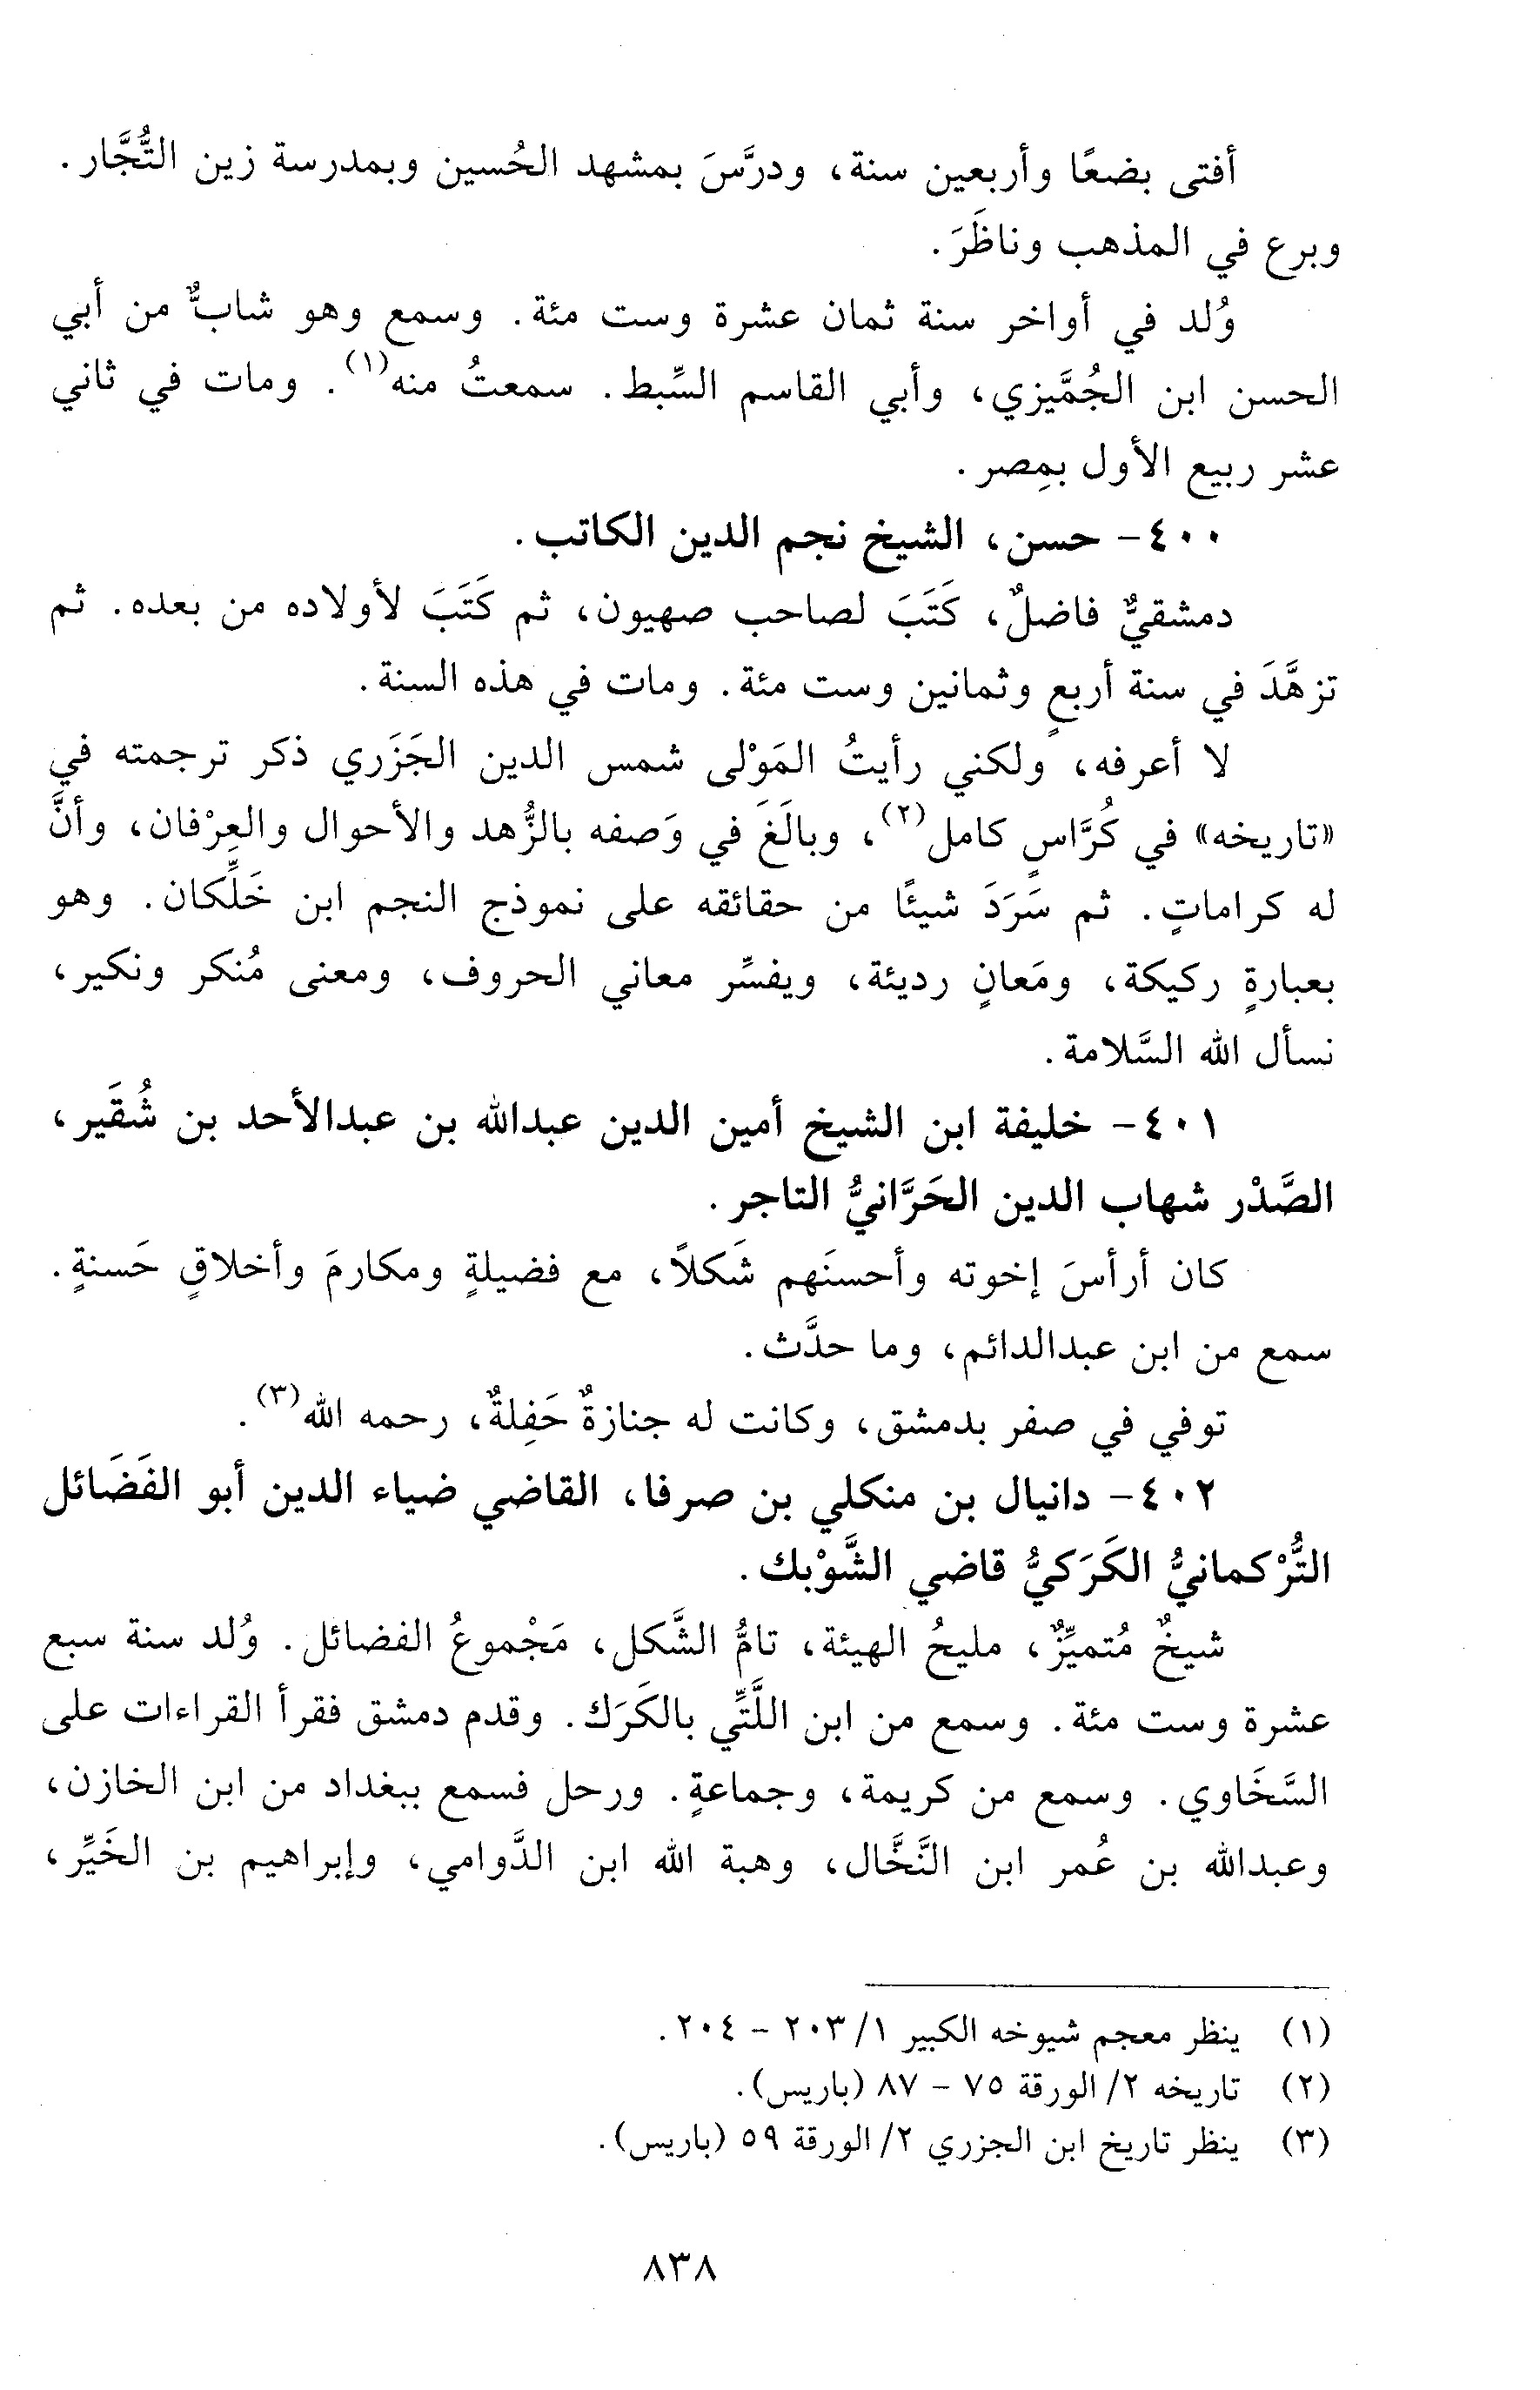 أفتى بضعًا وأربعين سنة، ودرَّسَ بمشهد الحُسين وبمدرسة زين التُّجَّار.
وبرع في المذهب وناظَرَ.
وُلد في أواخر سنة ثمان عشرة وست مئة. وسمع وهو شابٌّ من أبي
الحسن ابن الجُمَّيزي، وأبي القاسم السِّبط. سمعتُ منه(١). ومات في ثاني
عشر ربيع الأول بمِصر.
٤٠٠- حسن، الشيخ نجم الدين الكاتب.
دمشقيٌّ فاضلٌ، كَتَبَ لصاحب صهيون، ثم كَتَبَ لأولاده من بعده. ثم
تزهَّدَ في سنة أربعٍ وثمانين وست مئة. ومات في هذه السنة.
لا أعرفه، ولكني رأيتُ المَوْلى شمس الدين الجَزَري ذكر ترجمته في
«تاريخه» في كُرَّاسٍ كامل(٢)، وبالَغَ في وَصفه بالزُّهد والأحوال والعِرْفان، وأنَّ
له كراماتٍ. ثم سَرَدَ شيئًا من حقائقه على نموذج النجم ابن خَلِّكان. وهو
بعبارةٍ ركيكة، ومَعانٍ رديئة، ويفسِّر معاني الحروف، ومعنى مُنكر ونكير،
نسأل الله السَّلامة.
٤٠١- خليفة ابن الشيخ أمين الدين عبدالله بن عبدالأحد بن شُقَير،
الصَّدْر شهاب الدين الحَرَّانيُّ التاجر.
كان أرأسَ إخوته وأحسنَهم شَكلاً، مع فضيلةٍ ومكارمَ وأخلاقٍ حَسنةٍ.
سمع من ابن عبدالدائم، وما حدَّث.
توفي في صفر بدمشق، وكانت له جنازةٌ حَفِلةٌ، رحمه الله(٣).
٤٠٢- دانيال بن منكلي بن صرفا، القاضي ضياء الدين أبو الفَضَائل
التُّرْكمانيُّ الكَرَكيُّ قاضي الشَّوْبك.
شيخٌ مُتميِّزٌ، مليحُ الهيئة، تامُّ الشَّكل، مَجْموعُ الفضائل. وُلد سنة سبع
عشرة وست مئة. وسمع من ابن اللَّتِّي بالكَرَك. وقدم دمشق فقرأ القراءات على
السَّخَاوي. وسمع من كريمة، وجماعةٍ. ورحل فسمع ببغداد من ابن الخازن،
وعبدالله بن عُمر ابن النَّخَّال، وهبة الله ابن الدَّوامي، وإبراهيم بن الخَيِّر،
(١) ينظر معجم شيوخه الكبير ١/ ٢٠٣ - ٢٠٤.
(٢) تاريخه ٢/ الورقة ٧٥ - ٨٧ (باريس).
(٣) ينظر تاريخ ابن الجزري ٢/ الورقة ٥٩ (باريس).
٨٣٨